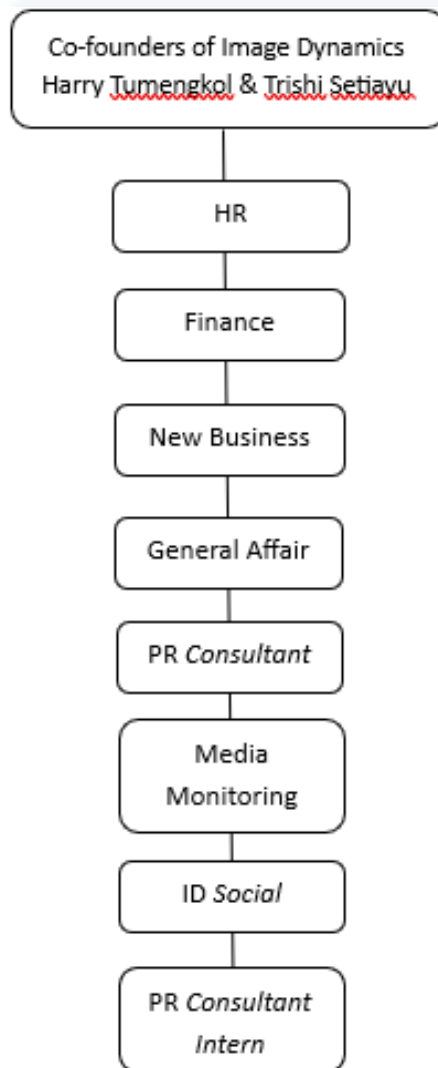 Co-founders of Image Dynamics
Harry Tumengkol & Trishi Setiayu
HR
Finance
New Business
General Affair
PR Consultant
Media
Monitoring
ID Social
PR Consultant
Intern